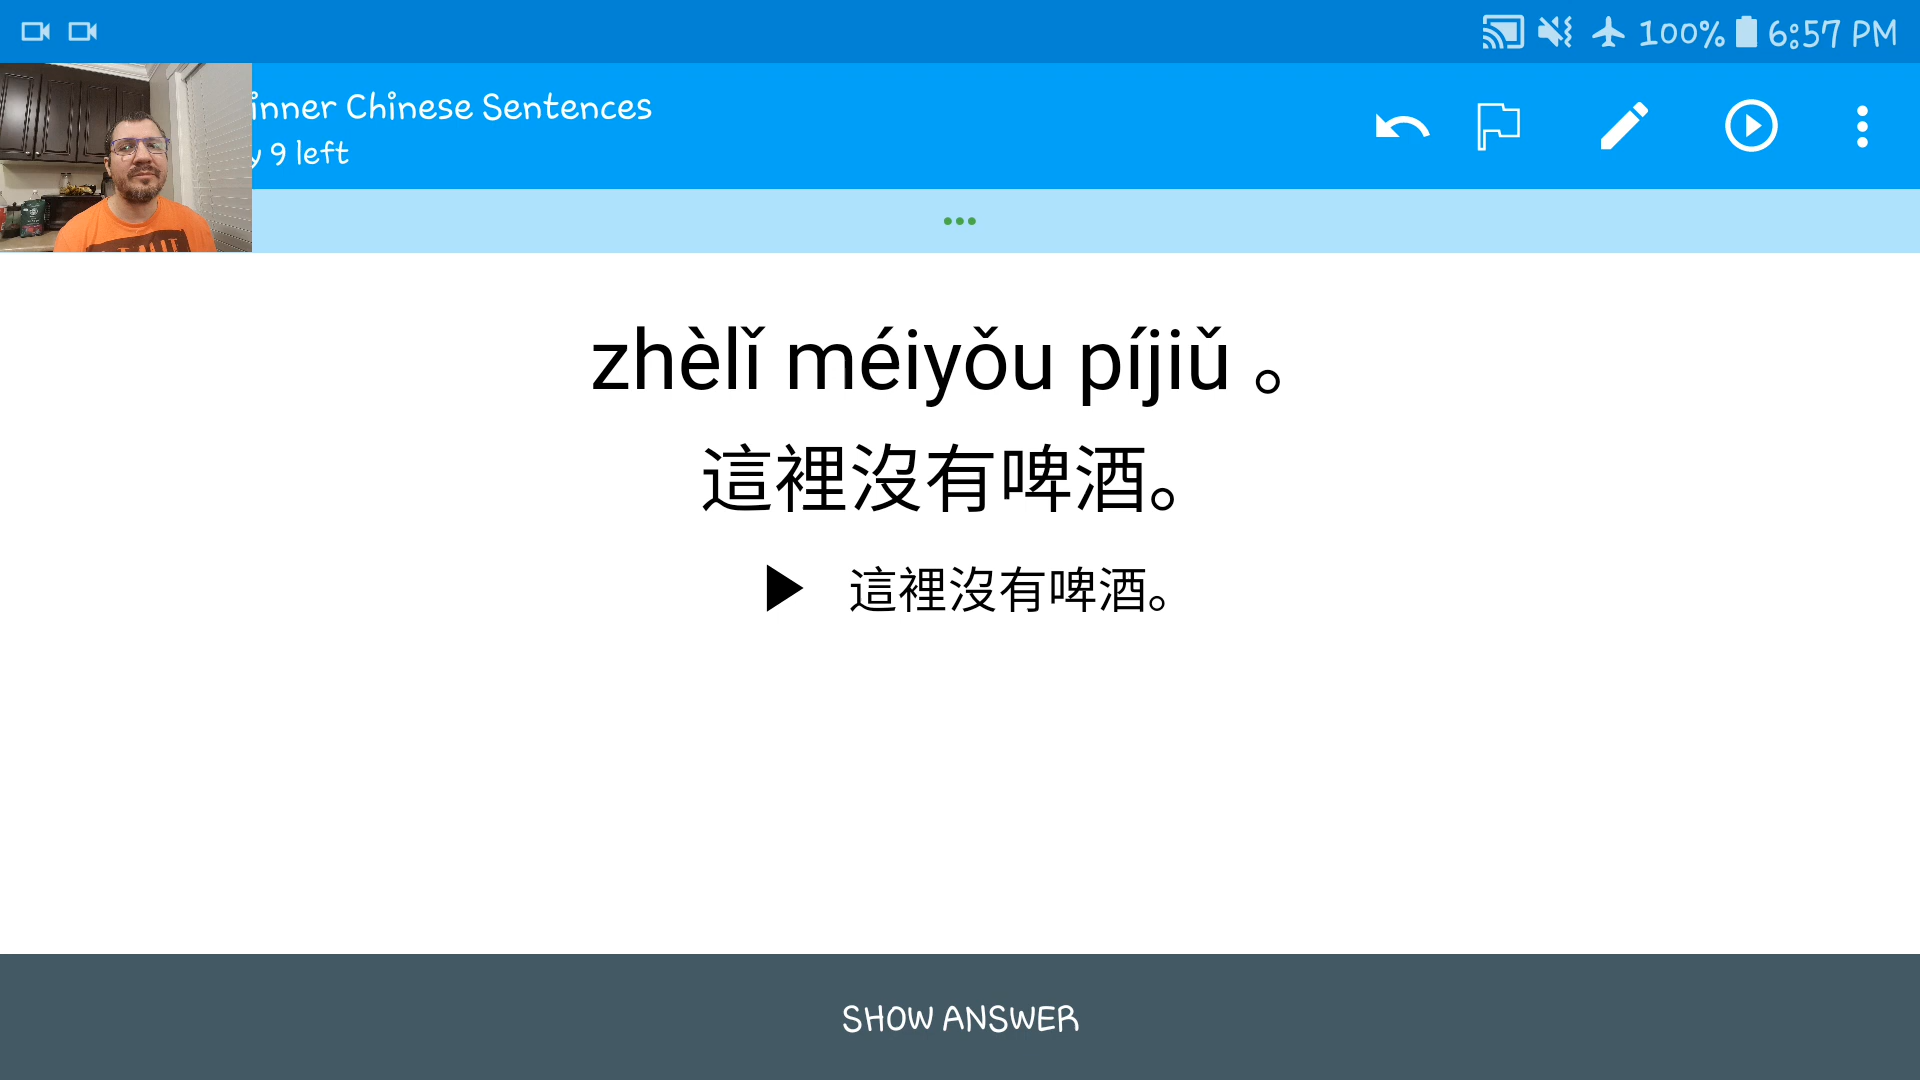 100% 6:57 PM
inner Chinese Sentences
y 9 left
zhèlǐ méiyǒu píjiǔ 。
這裡沒有啤酒。
這裡沒有啤酒。
SHOW ANSWER